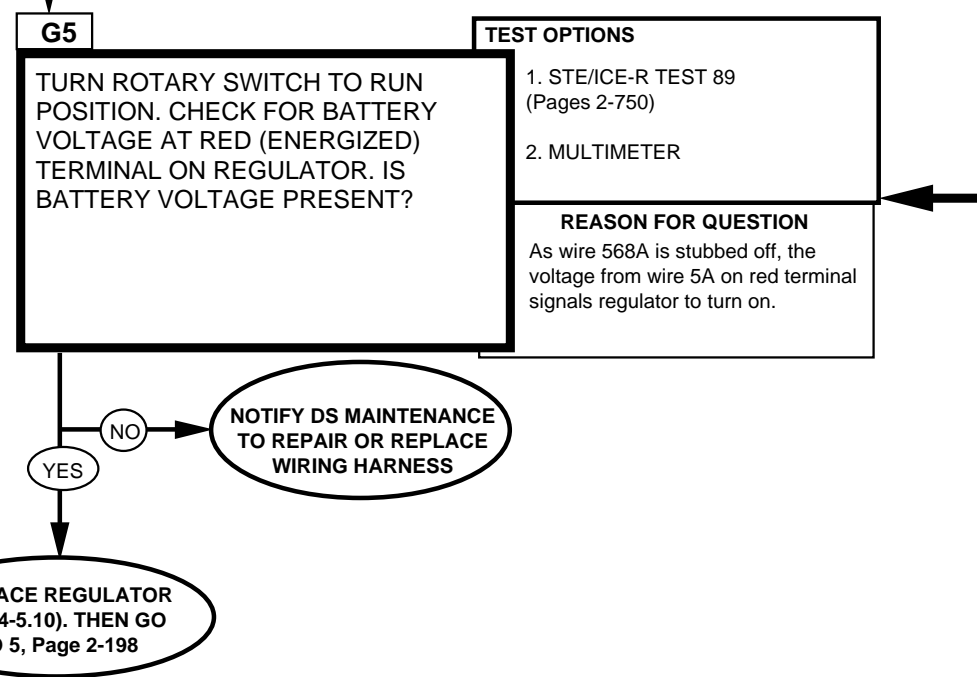 G5
TURN ROTARY SWITCH TO RUN
POSITION. CHECK FOR BATTERY
VOLTAGE AT RED (ENERGIZED)
TERMINAL ON REGULATOR. IS
BATTERY VOLTAGE PRESENT?
TEST OPTIONS
1. STE/ICE-R TEST 89
(Pages 2-750)
2. MULTIMETER
REASON FOR QUESTION
As wire 568A is stubbed off, the
voltage from wire 5A on red terminal
signals regulator to turn on.
NO
NOTIFY DS MAINTENANCE
TO REPAIR OR REPLACE
WIRING HARNESS
YES
REGULATOR
4-5.10). THEN GO
5, Page 2-198